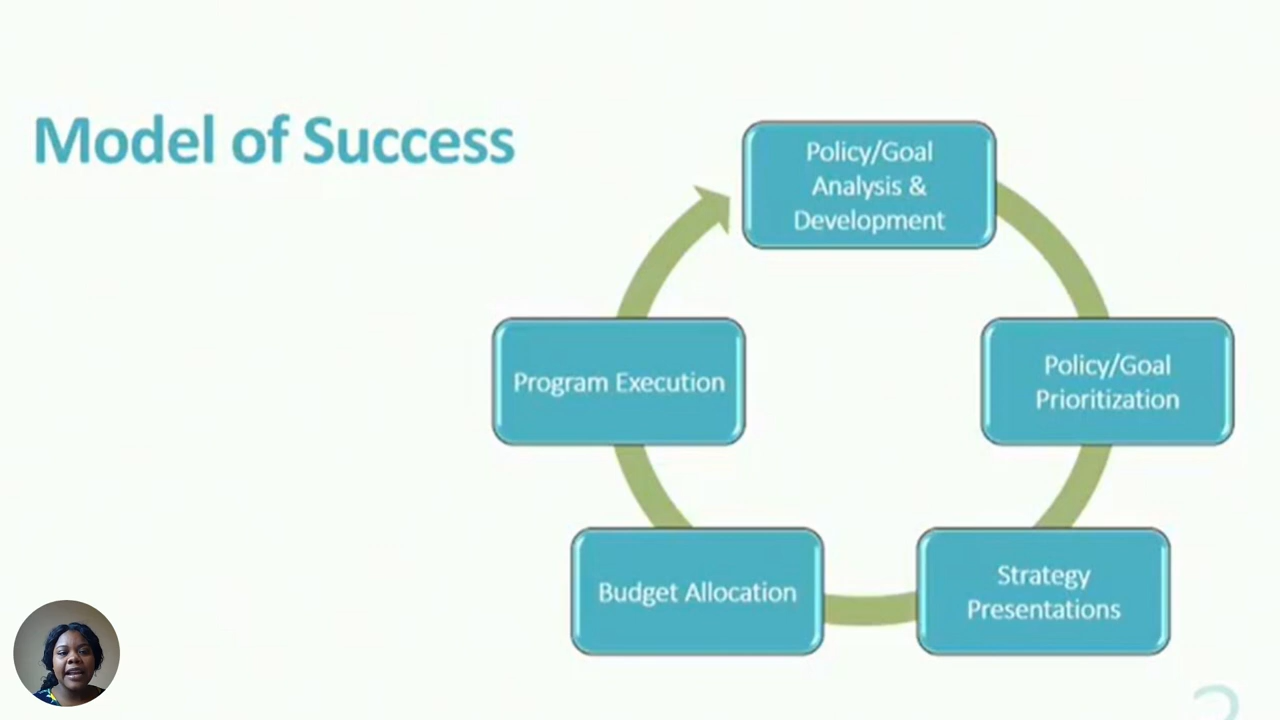 Model of Success
Policy/Goal
Analysis &
Development
Policy/Goal
Prioritization
Strategy
Presentations
Budget Allocation
Program Execution